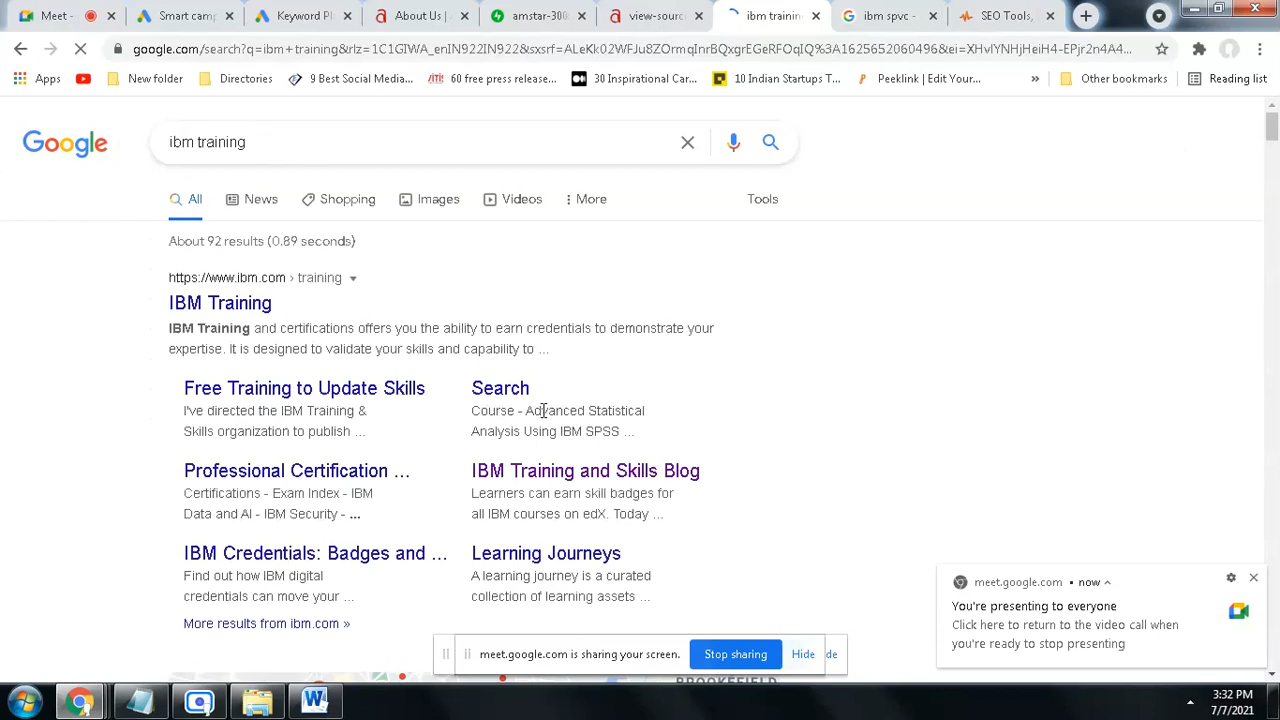 Meet -
Smart cam
Keyword P
About Us |
amster-30
view-sourc
ibm trainin
ibm spvc -
SEO Tools,
google.com/search?q=ibm+training&rlz=1C1GIWA_enIN922IN922&sxsrf=ALeKk02WFJu8ZOrmqInrBQxgrEGeRFOqIQ%3A1625652060496&ei=XHvlYNHjHeiH4-EPjr2n4A4...
Apps
New folder
Directories
9 Best Social Media...
60 free press release...
30 Inspirational Car...
10 Indian Startups T...
Peeklink | Edit Your...
»
Other bookmarks
Reading list
Google
ibm training
All
News
Shopping
Images
Videos
More
Tools
About 92 results (0.89 seconds)
https://www.ibm.com › training
IBM Training
IBM Training and certifications offers you the ability to earn credentials to demonstrate your
expertise. It is designed to validate your skills and capability to ...
Free Training to Update Skills
I've directed the IBM Training &
Skills organization to publish ...
Search
Course - Advanced Statistical
Analysis Using IBM SPSS ...
Professional Certification ...
Certifications - Exam Index - IBM
Data and AI - IBM Security - ...
IBM Training and Skills Blog
Learners can earn skill badges for
all IBM courses on edX. Today ...
IBM Credentials: Badges and ...
Find out how IBM digital
credentials can move your ...
Learning Journeys
A learning journey is a curated
collection of learning assets ...
More results from ibm.com »
meet.google.com • now
You're presenting to everyone
Click here to return to the video call when
you're ready to stop presenting
meet.google.com is sharing your screen.
Stop sharing
Hide
de
BROOKEFIELD
3:32 PM
7/7/2021